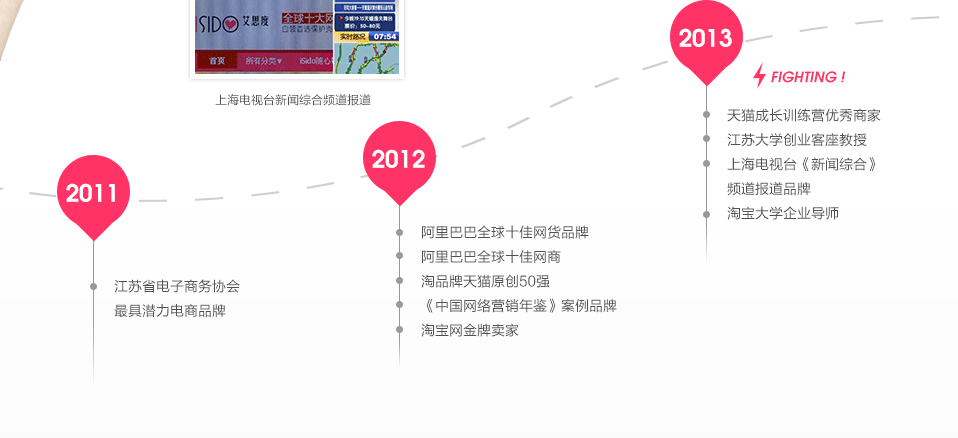 iSIDO 艾思度
全球十大网
首页 所有分类▼ iSido随心
实时路况 07:54
上海电视台新闻综合频道报道
2011
江苏省电子商务协会
最具潜力电商品牌
2012
阿里巴巴全球十佳网货品牌
阿里巴巴全球十佳网商
淘品牌天猫原创50强
《中国网络营销年鉴》案例品牌
淘宝网金牌卖家
2013
FIGHTING !
天猫成长训练营优秀商家
江苏大学创业客座教授
上海电视台《新闻综合》
频道报道品牌
淘宝大学企业导师